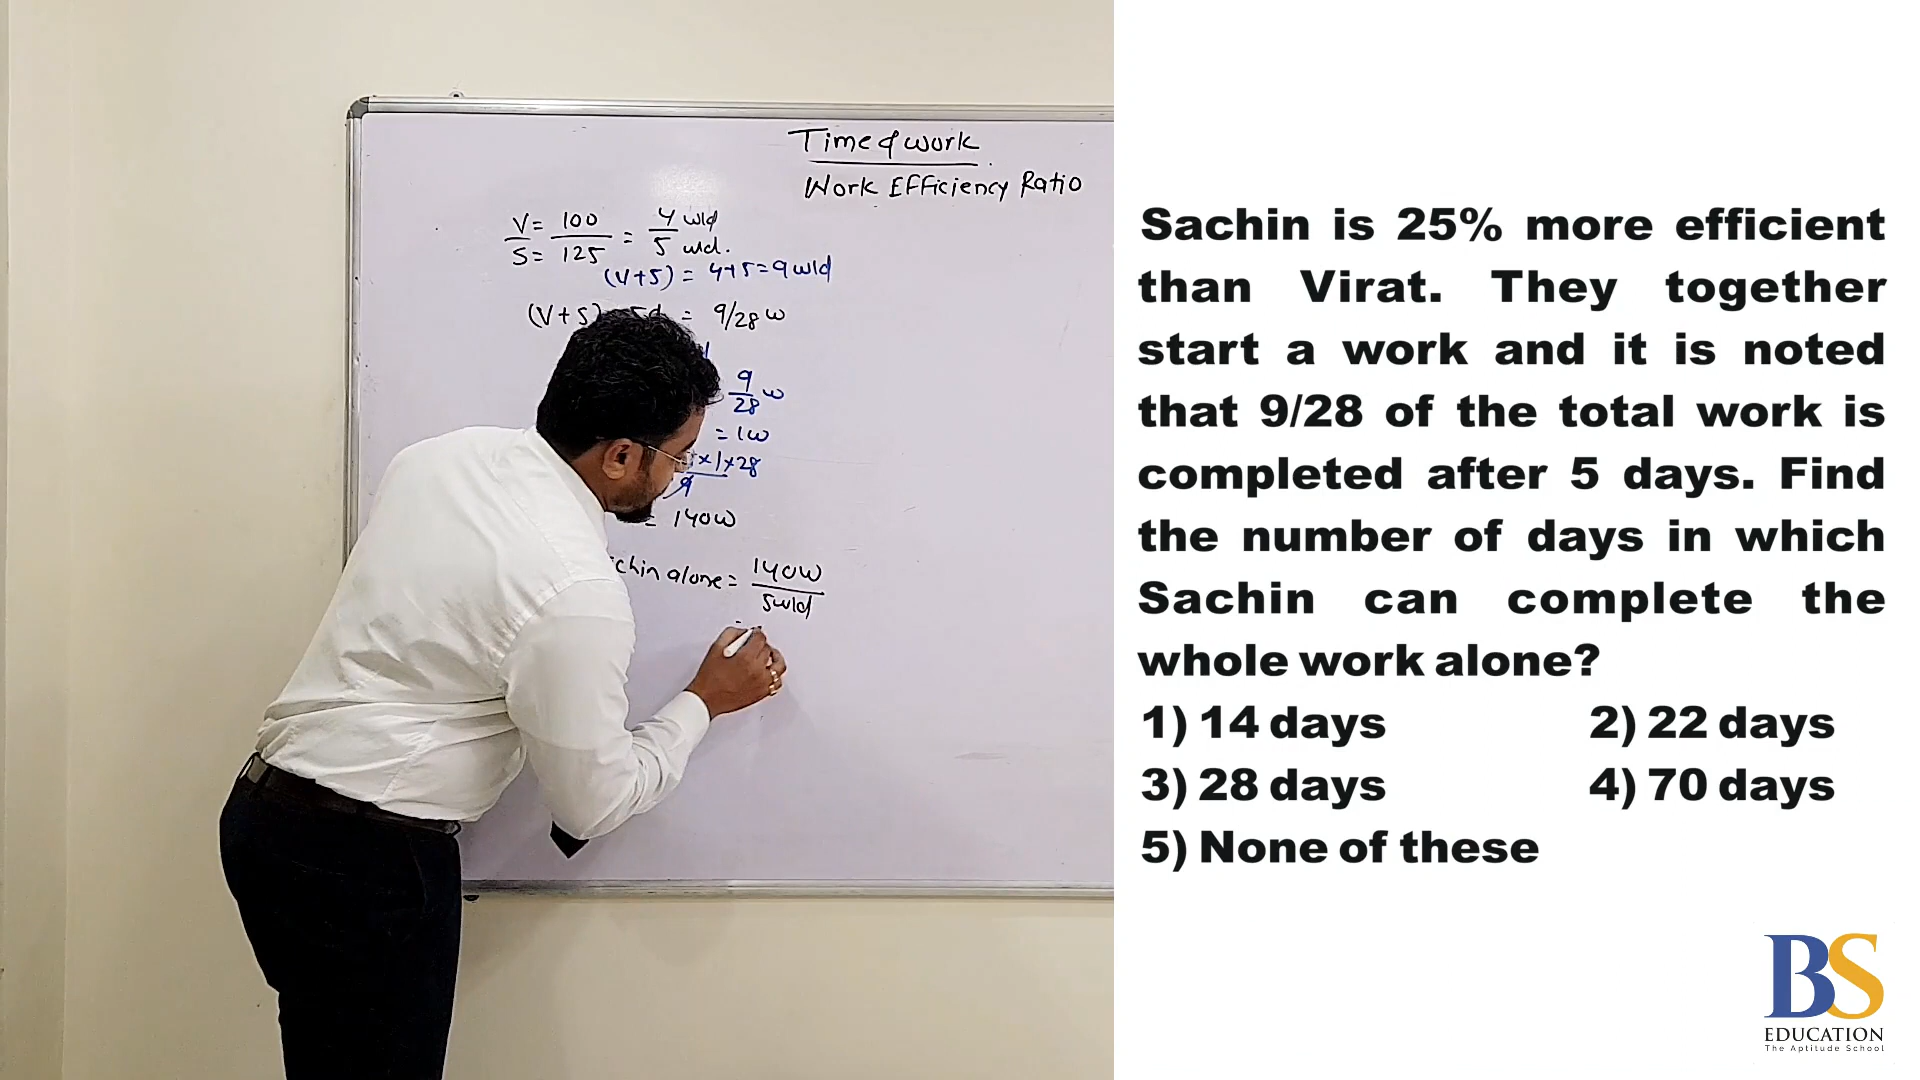 Time & work
Work Efficiency Ratio
V = 100 = 4 w/d
S = 125 5 w/d.
(V+S) = 4+5=9 w/d
(V+S) 5d = 9/28 w
9
28 w
= 1w
×1×28
9
= 140w
chin alone = 140w
5w/d
=
Sachin is 25% more efficient
than Virat. They together
start a work and it is noted
that 9/28 of the total work is
completed after 5 days. Find
the number of days in which
Sachin can complete the
whole work alone?
1) 14 days 2) 22 days
3) 28 days 4) 70 days
5) None of these
BS
EDUCATION
The Aptitude School